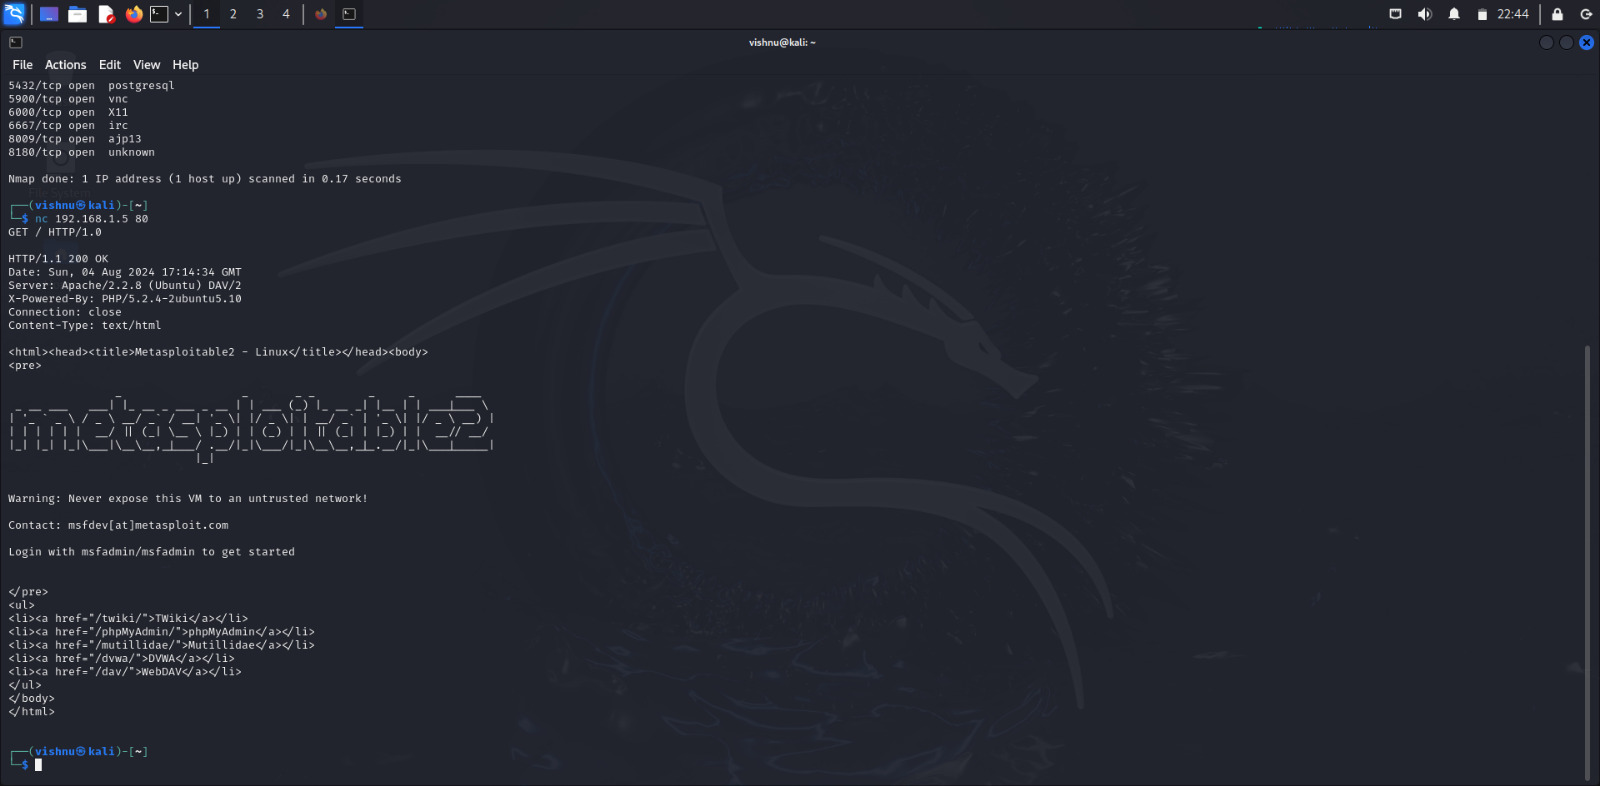 1 2 3 4 22:44
vishnu@kali: ~
File Actions Edit View Help
5432/tcp open  postgresql
5900/tcp open  vnc
6000/tcp open  X11
6667/tcp open  irc
8009/tcp open  ajp13
8180/tcp open  unknown
Nmap done: 1 IP address (1 host up) scanned in 0.17 seconds
File System
(vishnu㉿kali)-[~]
$ nc 192.168.1.5 80
GET / HTTP/1.0
HTTP/1.1 200 OK
Date: Sun, 04 Aug 2024 17:14:34 GMT
Server: Apache/2.2.8 (Ubuntu) DAV/2
X-Powered-By: PHP/5.2.4-2ubuntu5.10
Connection: close
Content-Type: text/html
<html><head><title>Metasploitable2 - Linux</title></head><body>
<pre>
metasploitable2
Warning: Never expose this VM to an untrusted network!
Contact: msfdev[at]metasploit.com
Login with msfadmin/msfadmin to get started
</pre>
<ul>
<li><a href="/twiki/">TWiki</a></li>
<li><a href="/phpMyAdmin/">phpMyAdmin</a></li>
<li><a href="/mutillidae/">Mutillidae</a></li>
<li><a href="/dvwa/">DVWA</a></li>
<li><a href="/dav/">WebDAV</a></li>
</ul>
</body>
</html>
(vishnu㉿kali)-[~]
$